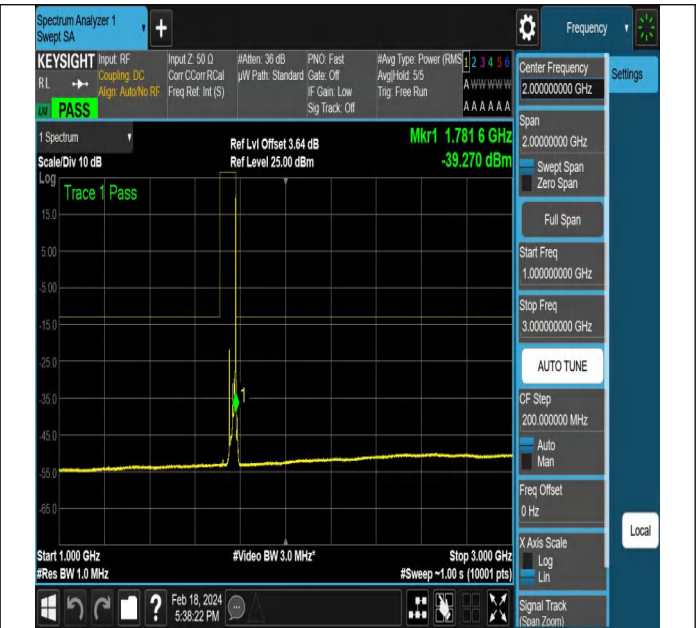 Spectrum Analyzer 1
Swept SA
+
Frequency
KEYSIGHT
RL
PASS
Input: RF
Coupling: DC
Align: Auto/No RF
Input Z: 50 Ω
Corr CCorr RCal
Freq Ref: Int (S)
#Atten: 36 dB
µW Path: Standard
PNO: Fast
Gate: Off
IF Gain: Low
Sig Track: Off
#Avg Type: Power (RMS
Avg|Hold: 5/5
Trig: Free Run
1 2 3 4 5 6
A W W W W W
A A A A A A
1 Spectrum
Scale/Div 10 dB
Ref Lvl Offset 3.64 dB
Ref Level 25.00 dBm
Mkr1 1.781 6 GHz
-39.270 dBm
Log
Trace 1 Pass
15.0
5.00
-5.00
-15.0
-25.0
-35.0
-45.0
-55.0
-65.0
1
Start 1.000 GHz
#Res BW 1.0 MHz
#Video BW 3.0 MHz*
Stop 3.000 GHz
#Sweep ~1.00 s (10001 pts)
?
Feb 18, 2024
5:38:22 PM
Center Frequency
2.000000000 GHz
Settings
Span
2.00000000 GHz
Swept Span
Zero Span
Full Span
Start Freq
1.000000000 GHz
Stop Freq
3.000000000 GHz
AUTO TUNE
CF Step
200.000000 MHz
Auto
Man
Freq Offset
0 Hz
Local
X Axis Scale
Log
Lin
Signal Track
(Span Zoom)